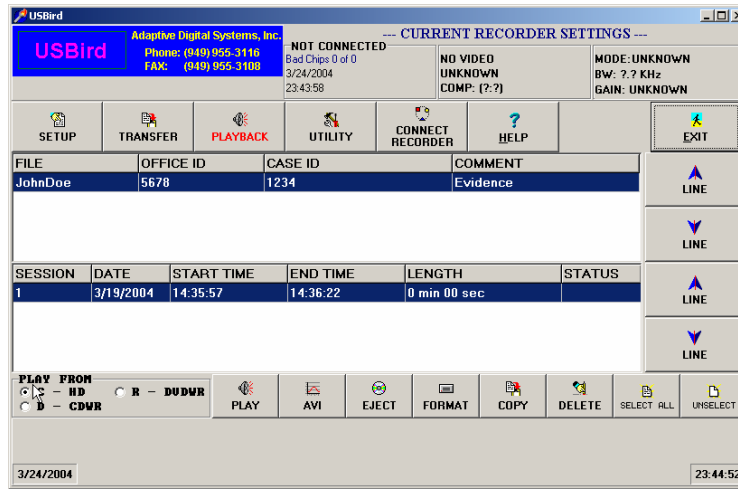 USBird
USBird
Adaptive Digital Systems, Inc.
Phone: (949) 955-3116
FAX: (949) 955-3108
--- CURRENT RECORDER SETTINGS ---
NOT CONNECTED
Bad Chips 0 of 0
3/24/2004
23:43:58
NO VIDEO
UNKNOWN
COMP: (?:?)
MODE:UNKNOWN
BW: ?.? KHz
GAIN: UNKNOWN
SETUP
TRANSFER
PLAYBACK
UTILITY
CONNECT
RECORDER
HELP
EXIT
FILE OFFICE ID CASE ID COMMENT
JohnDoe 5678 1234 Evidence
LINE
LINE
SESSION DATE START TIME END TIME LENGTH STATUS
1 3/19/2004 14:35:57 14:36:22 0 min 00 sec
LINE
LINE
PLAY FROM
- HD
R - DVDWR
D - CDWR
PLAY
AVI
EJECT
FORMAT
COPY
DELETE
SELECT ALL
UNSELECT
3/24/2004
23:44:52